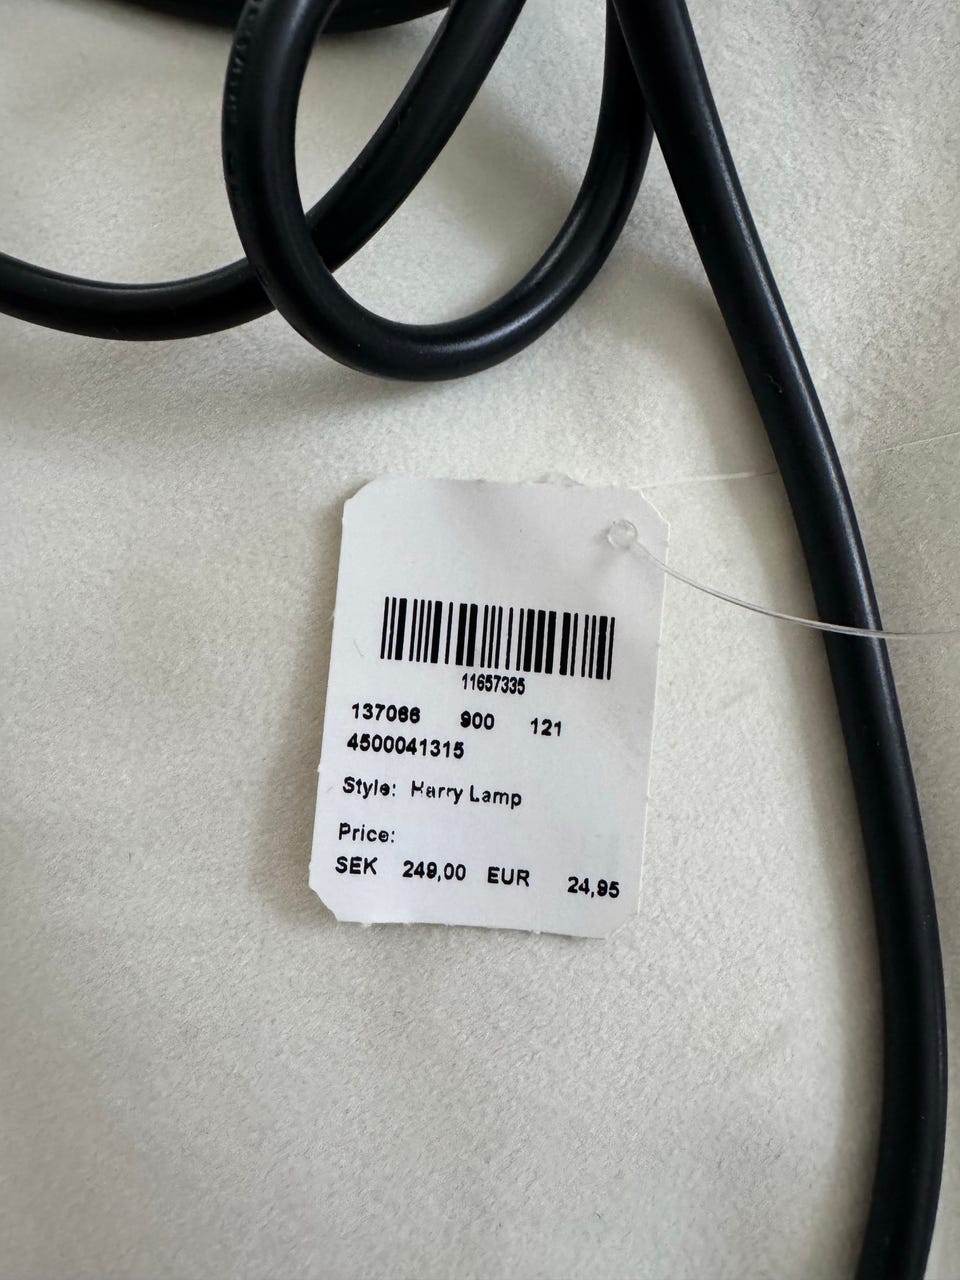 11657335
137066 900 121
4500041315
Style: Harry Lamp
Price:
SEK 249,00 EUR 24,95